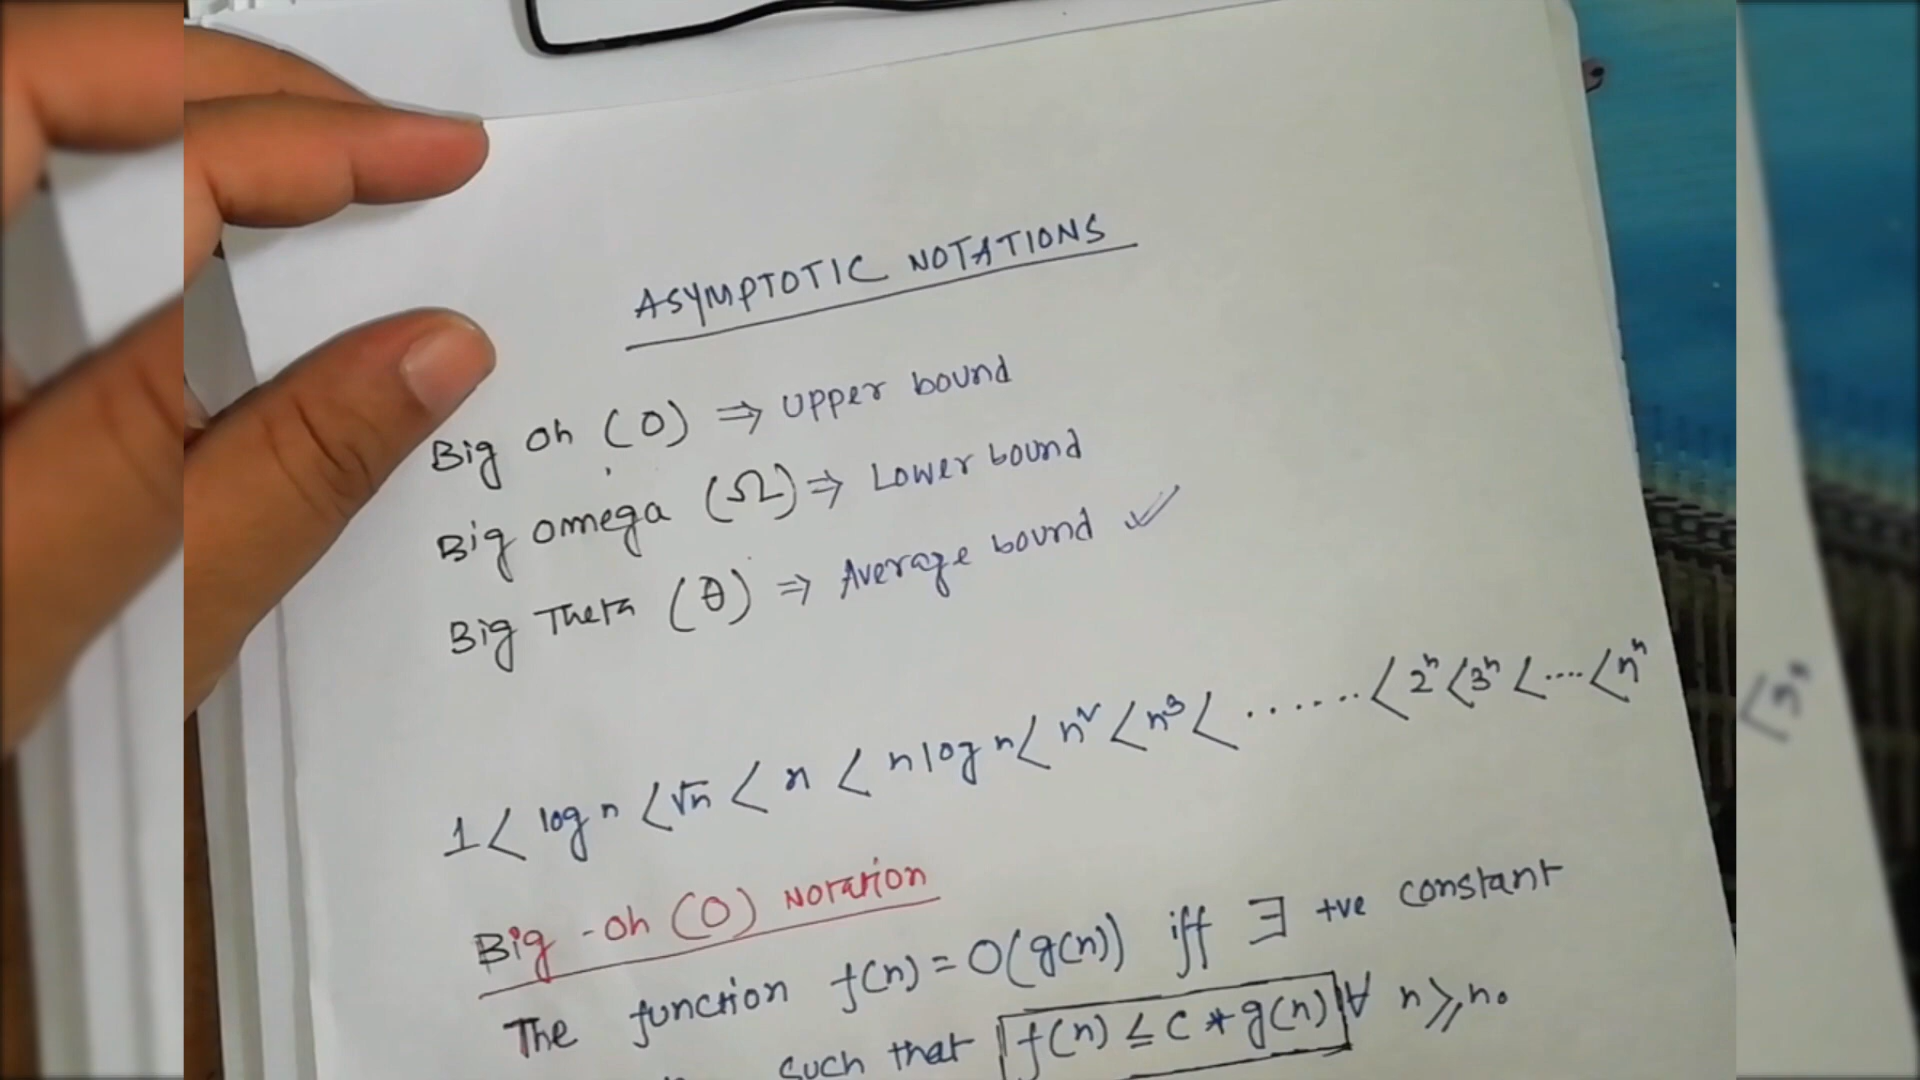 ASYMPTOTIC NOTATIONS
Big oh (O) ⇒ Upper bound
Big omega (Ω) ⇒ Lower bound
Big Theta (θ) ⇒ Average bound ✓
1 < log n < √n < n < n log n < n² < n³ < ....... < 2ⁿ < 3ⁿ < .... < nⁿ
Big-oh (O) Notation
The function f(n) = O(g(n)) iff ∃ +ve constant
such that f(n) ≤ c * g(n) ∀ n ≥ n₀